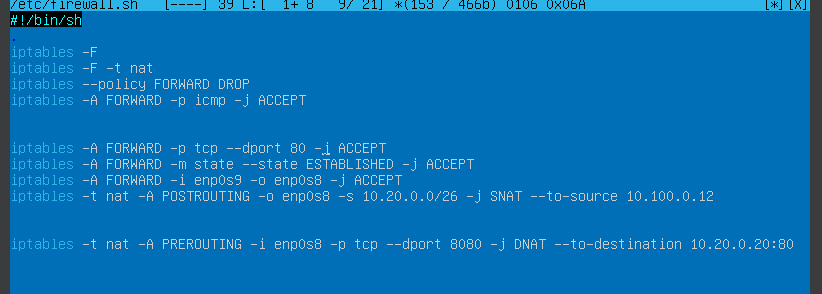 /etc/firewall.sh [----] 39 L:[ 1+ 8 9/ 21] *(153 / 466b) 0106 0x06A [*][X]
#!/bin/sh
.
iptables -F
iptables -F -t nat
iptables --policy FORWARD DROP
iptables -A FORWARD -p icmp -j ACCEPT
iptables -A FORWARD -p tcp --dport 80 -j ACCEPT
iptables -A FORWARD -m state --state ESTABLISHED -j ACCEPT
iptables -A FORWARD -i enp0s9 -o enp0s8 -j ACCEPT
iptables -t nat -A POSTROUTING -o enp0s8 -s 10.20.0.0/26 -j SNAT --to-source 10.100.0.12
iptables -t nat -A PREROUTING -i enp0s8 -p tcp --dport 8080 -j DNAT --to-destination 10.20.0.20:80